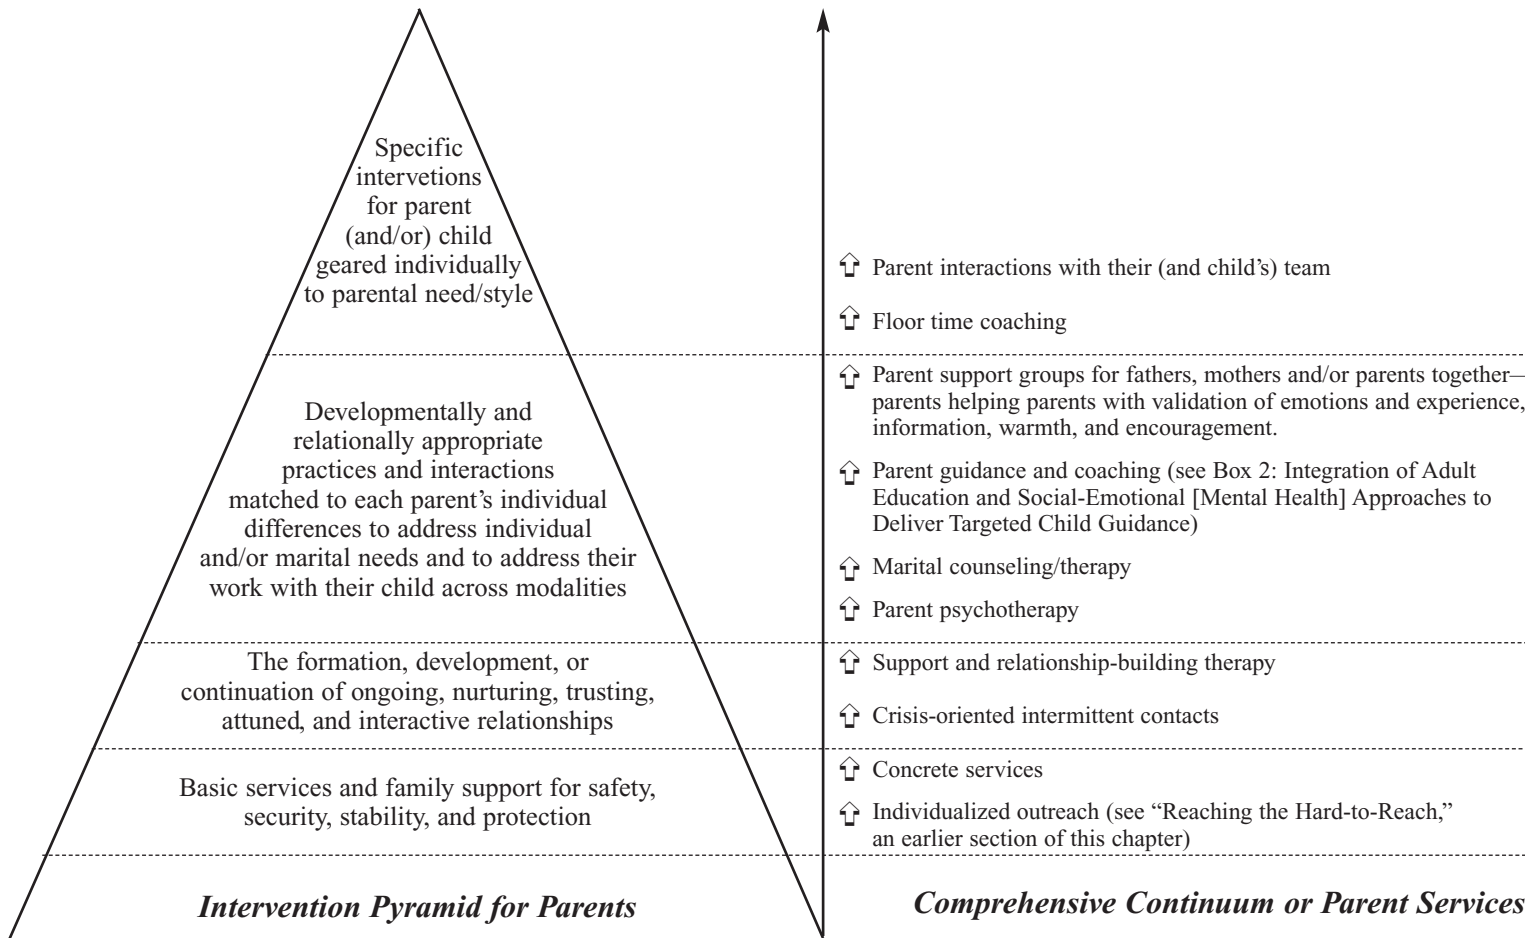 Specific
intervetions
for parent
(and/or) child
geared individually
to parental need/style
Developmentally and
relationally appropriate
practices and interactions
matched to each parent’s individual
differences to address individual
and/or marital needs and to address their
work with their child across modalities
The formation, development, or
continuation of ongoing, nurturing, trusting,
attuned, and interactive relationships
Basic services and family support for safety,
security, stability, and protection
Intervention Pyramid for Parents
Parent interactions with their (and child’s) team
Floor time coaching
Parent support groups for fathers, mothers and/or parents together—
parents helping parents with validation of emotions and experience,
information, warmth, and encouragement.
Parent guidance and coaching (see Box 2: Integration of Adult
Education and Social-Emotional [Mental Health] Approaches to
Deliver Targeted Child Guidance)
Marital counseling/therapy
Parent psychotherapy
Support and relationship-building therapy
Crisis-oriented intermittent contacts
Concrete services
Individualized outreach (see “Reaching the Hard-to-Reach,”
an earlier section of this chapter)
Comprehensive Continuum or Parent Services